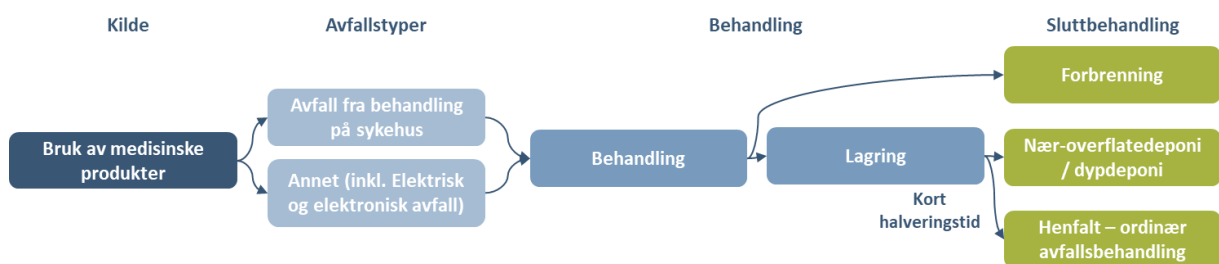 Kilde
Avfallstyper
Behandling
Sluttbehandling
Bruk av medisinske
produkter
Avfall fra behandling
på sykehus
Annet (inkl. Elektrisk
og elektronisk avfall)
Behandling
Lagring
Kort
halveringstid
Forbrenning
Nær-overflatedeponi
/ dypdeponi
Henfalt – ordinær
avfallsbehandling